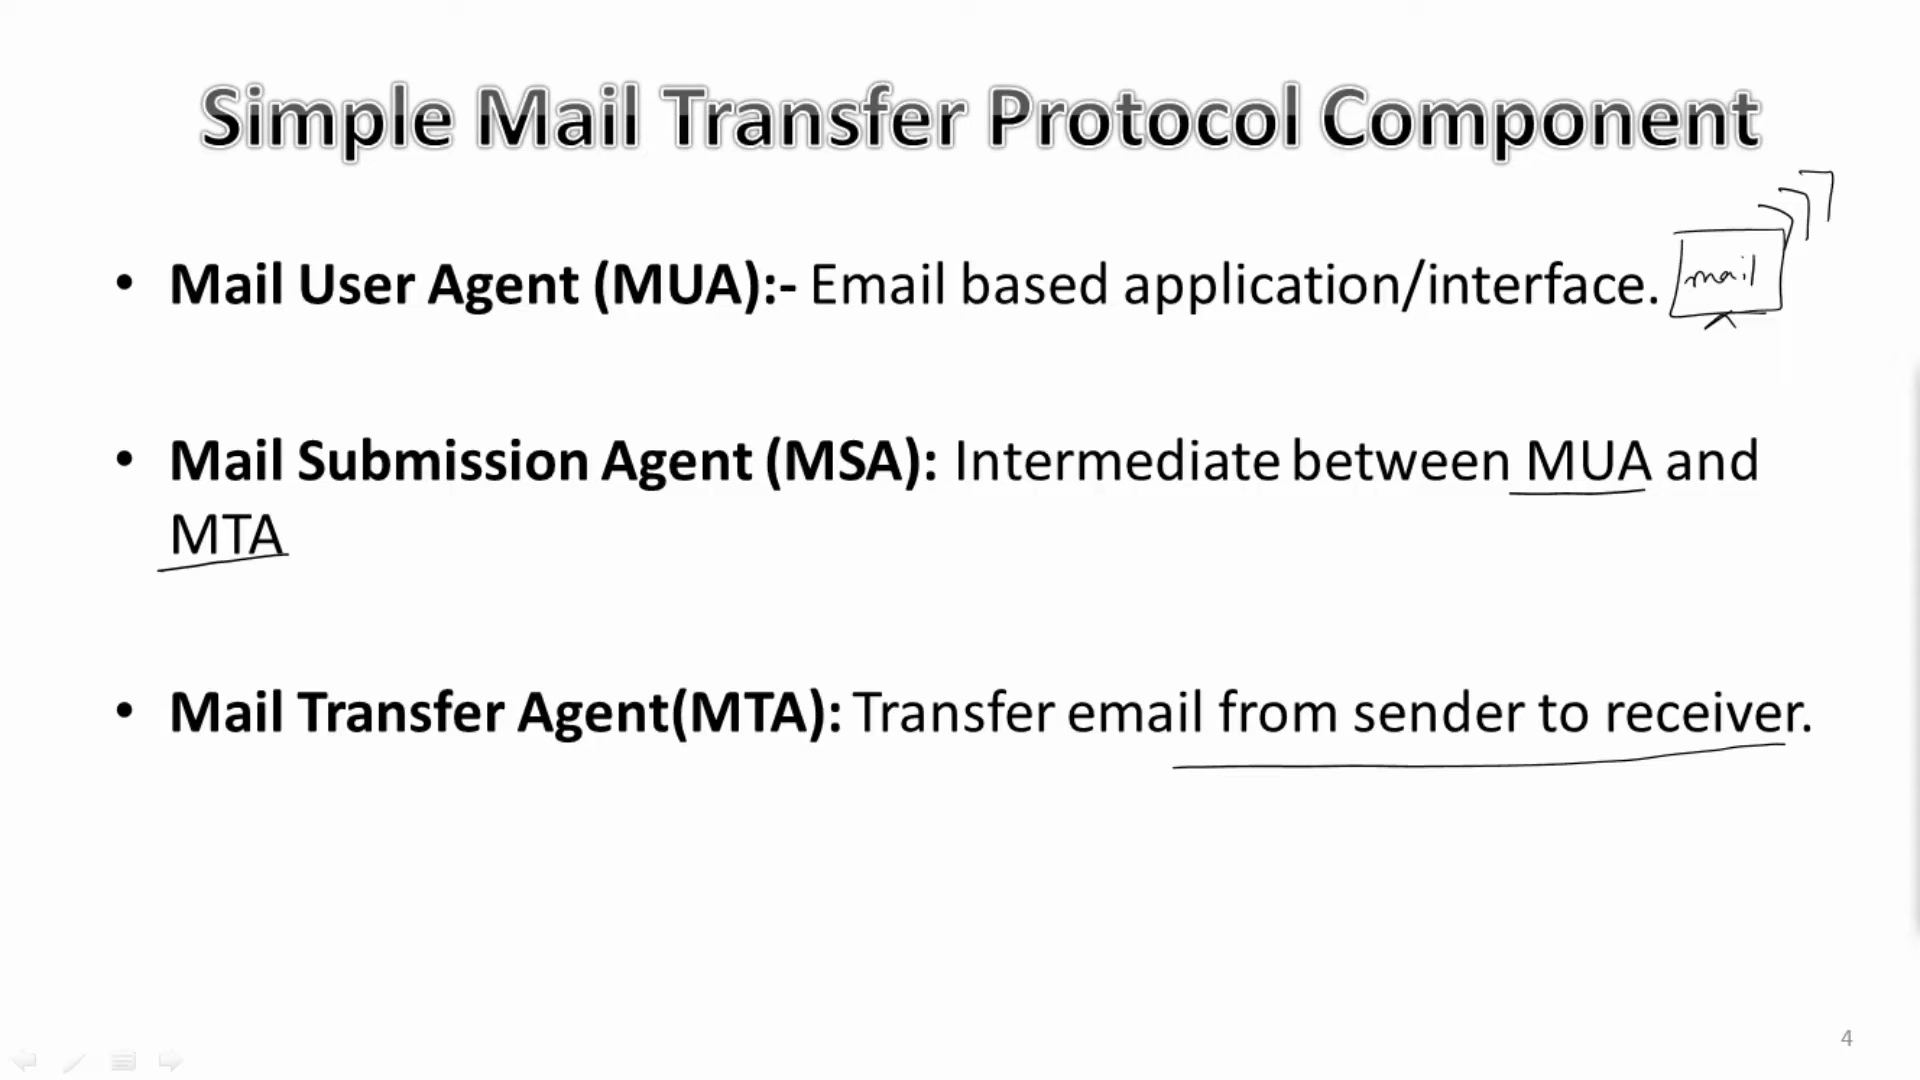 Simple Mail Transfer Protocol Component
• Mail User Agent (MUA):- Email based application/interface. mail
• Mail Submission Agent (MSA): Intermediate between MUA and
MTA
• Mail Transfer Agent(MTA): Transfer email from sender to receiver.
4